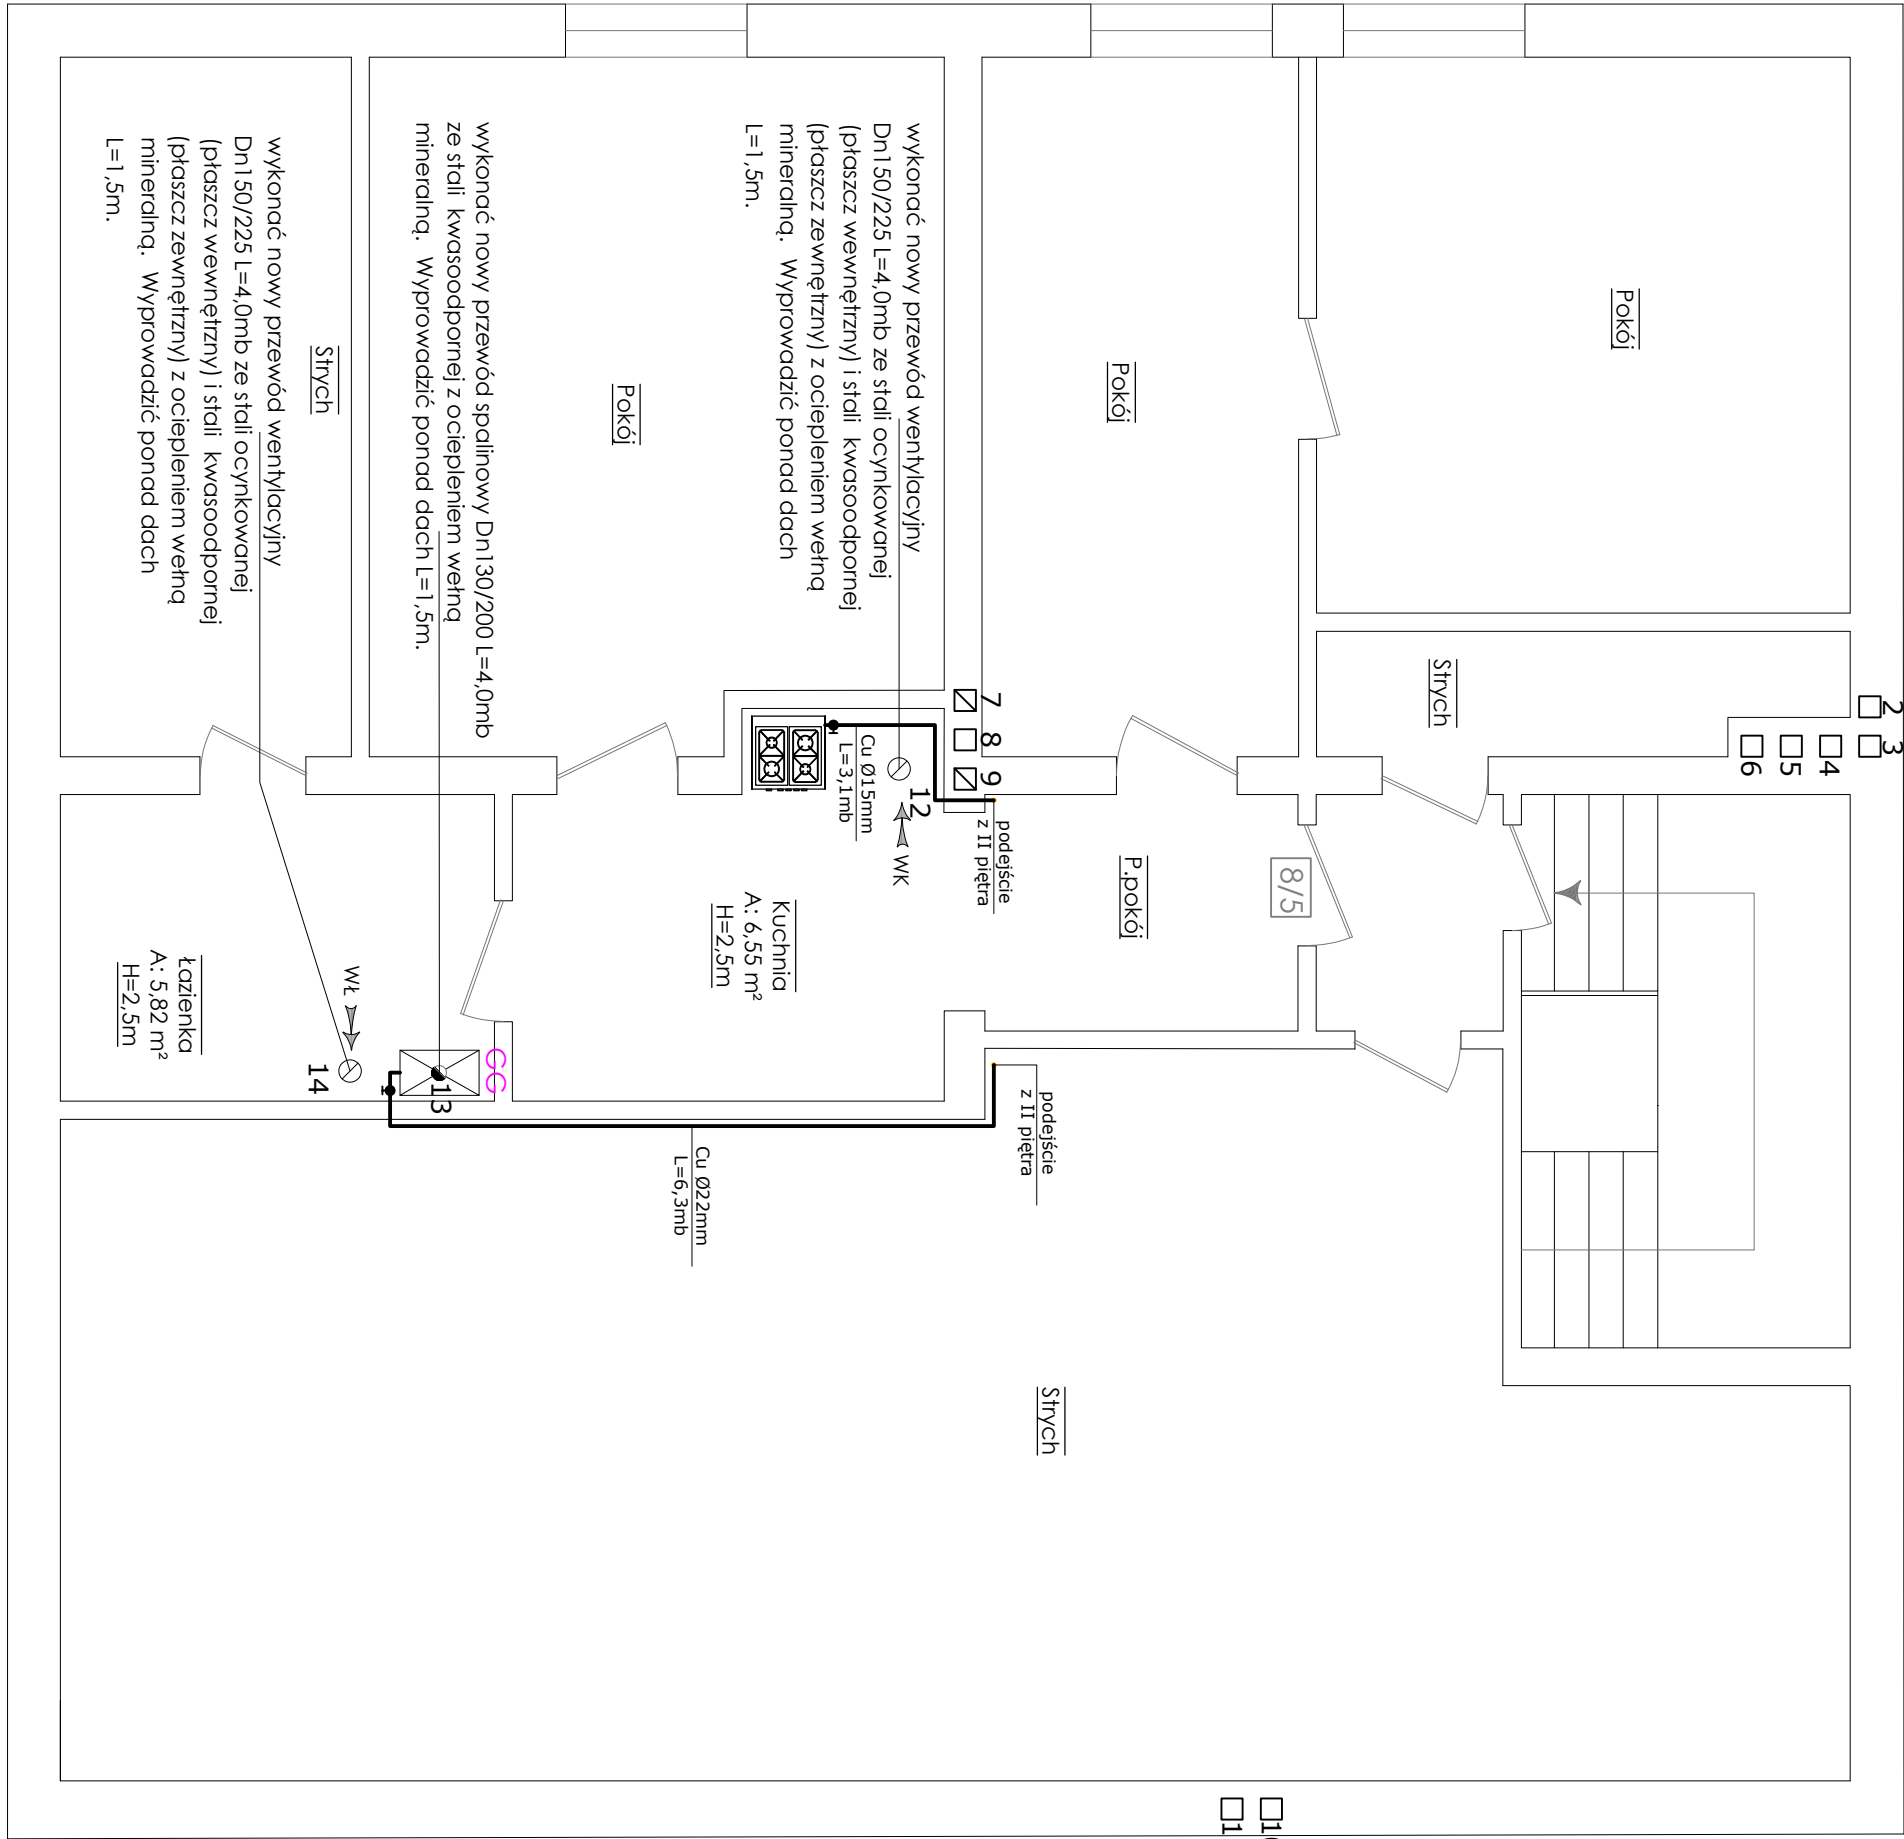 Pokój
2
3
4
5
6
Strych
Pokój
wykonać nowy przewód wentylacyjny
Dn150/225 L=4,0mb ze stali ocynkowanej
(płaszcz wewnętrzny) i stali kwasoodpornej
(płaszcz zewnętrzny) z ociepleniem wełną
mineralną. Wyprowadzić ponad dach
L=1,5m.
Pokój
wykonać nowy przewód spalinowy Dn130/200 L=4,0mb
ze stali kwasoodpornej z ociepleniem wełną
mineralną. Wyprowadzić ponad dach L=1,5m.
Strych
wykonać nowy przewód wentylacyjny
Dn150/225 L=4,0mb ze stali ocynkowanej
(płaszcz wewnętrzny) i stali kwasoodpornej
(płaszcz zewnętrzny) z ociepleniem wełną
mineralną. Wyprowadzić ponad dach
L=1,5m.
7
8
9
12
WK
Cu Ø15mm
L=3,1mb
podejście
z II piętra
P.pokój
8/5
Kuchnia
A: 6,55 m²
H=2,5m
Łazienka
A: 5,82 m²
H=2,5m
WŁ
14
13
GG
podejście
z II piętra
Cu Ø22mm
L=6,3mb
Strych